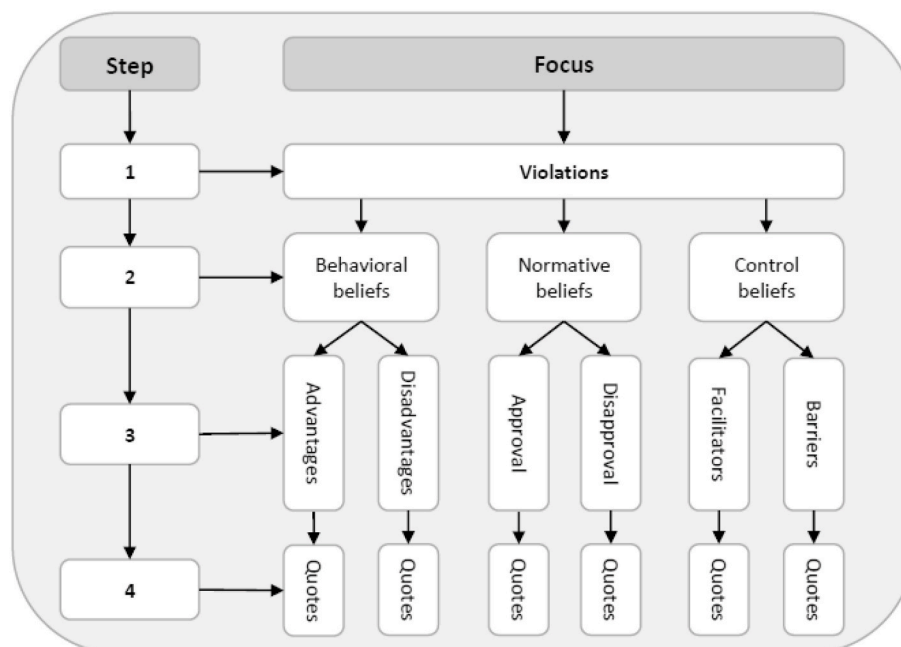 Step
Focus
1
Violations
2
Behavioral
beliefs
Normative
beliefs
Control
beliefs
3
Advantages
Disadvantages
Approval
Disapproval
Facilitators
Barriers
4
Quotes
Quotes
Quotes
Quotes
Quotes
Quotes